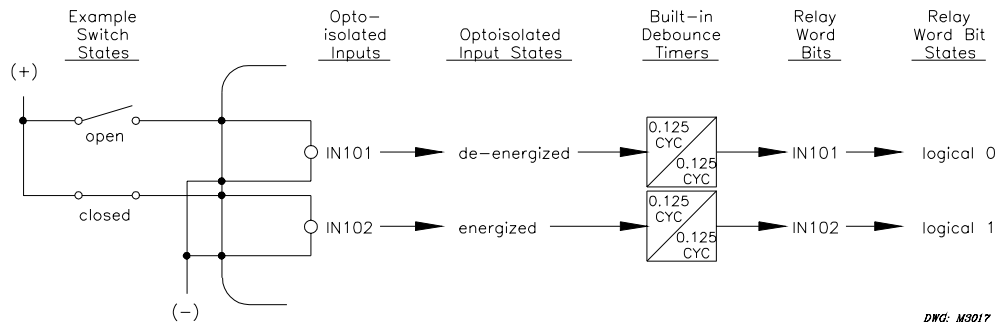 Example
Switch
States
Opto-
isolated
Inputs
Optoisolated
Input States
Built-in
Debounce
Timers
Relay
Word
Bits
Relay
Word Bit
States
(+)
open
IN101
de-energized
0.125
CYC
0.125
CYC
IN101
logical 0
closed
IN102
energized
0.125
CYC
0.125
CYC
IN102
logical 1
(-)
DWG: M3017